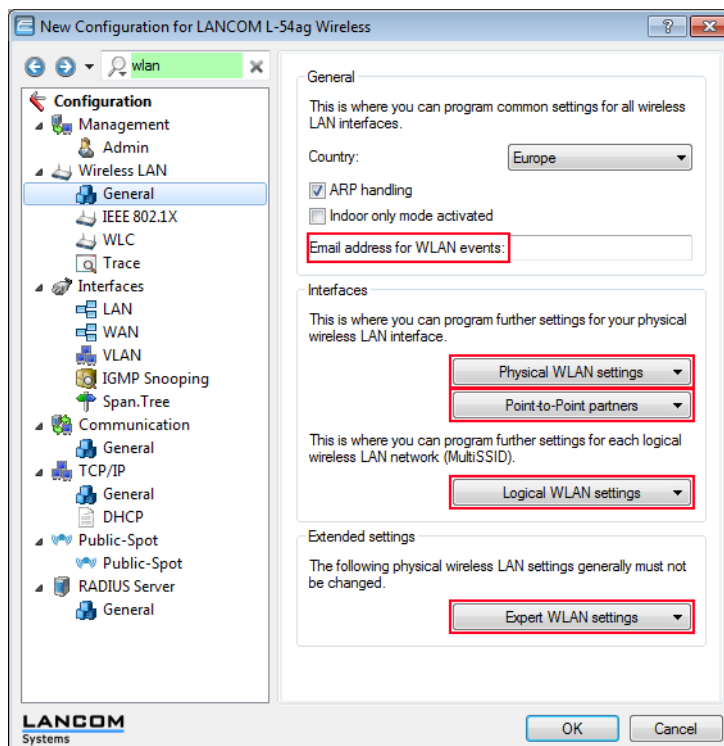 New Configuration for LANCOM L-54ag Wireless
wlan
Configuration
Management
Admin
Wireless LAN
General
IEEE 802.1X
WLC
Trace
Interfaces
LAN
WAN
VLAN
IGMP Snooping
Span.Tree
Communication
General
TCP/IP
General
DHCP
Public-Spot
Public-Spot
RADIUS Server
General
General
This is where you can program common settings for all wireless
LAN interfaces.
Country:
Europe
ARP handling
Indoor only mode activated
Email address for WLAN events:
Interfaces
This is where you can program further settings for your physical
wireless LAN interface.
Physical WLAN settings
Point-to-Point partners
This is where you can program further settings for each logical
wireless LAN network (MultiSSID).
Logical WLAN settings
Extended settings
The following physical wireless LAN settings generally must not
be changed.
Expert WLAN settings
LANCOM
Systems
OK
Cancel